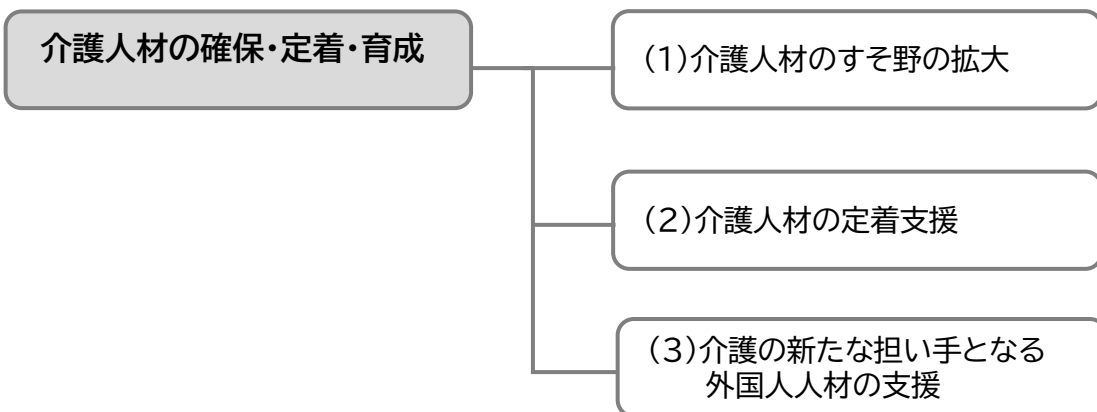 介護人材の確保・定着・育成
(1)介護人材のすそ野の拡大
(2)介護人材の定着支援
(3)介護の新たな担い手となる
外国人人材の支援